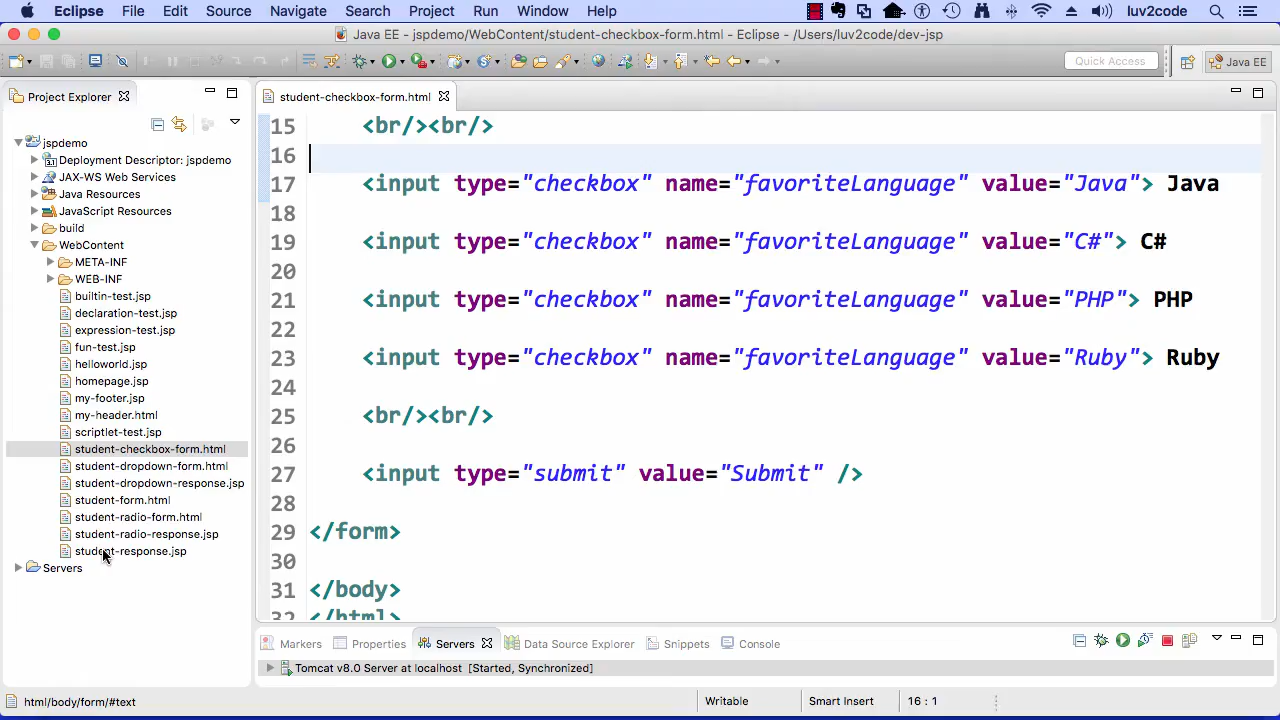 Eclipse File Edit Source Navigate Search Project Run Window Help luv2code
Java EE - jspdemo/WebContent/student-checkbox-form.html - Eclipse - /Users/luv2code/dev-jsp
Quick Access Java EE
Project Explorer
student-checkbox-form.html
jspdemo
Deployment Descriptor: jspdemo
JAX-WS Web Services
Java Resources
JavaScript Resources
build
WebContent
META-INF
WEB-INF
builtin-test.jsp
declaration-test.jsp
expression-test.jsp
fun-test.jsp
helloworld.jsp
homepage.jsp
my-footer.jsp
my-header.html
scriptlet-test.jsp
student-checkbox-form.html
student-dropdown-form.html
student-dropdown-response.jsp
student-form.html
student-radio-form.html
student-radio-response.jsp
student-response.jsp
Servers
15 <br/><br/>
16
17 <input type="checkbox" name="favoriteLanguage" value="Java"> Java
18
19 <input type="checkbox" name="favoriteLanguage" value="C#"> C#
20
21 <input type="checkbox" name="favoriteLanguage" value="PHP"> PHP
22
23 <input type="checkbox" name="favoriteLanguage" value="Ruby"> Ruby
24
25 <br/><br/>
26
27 <input type="submit" value="Submit" />
28
29 </form>
30
31 </body>
32 </html>
Markers Properties Servers Data Source Explorer Snippets Console
Tomcat v8.0 Server at localhost [Started, Synchronized]
html/body/form/#text Writable Smart Insert 16 : 1